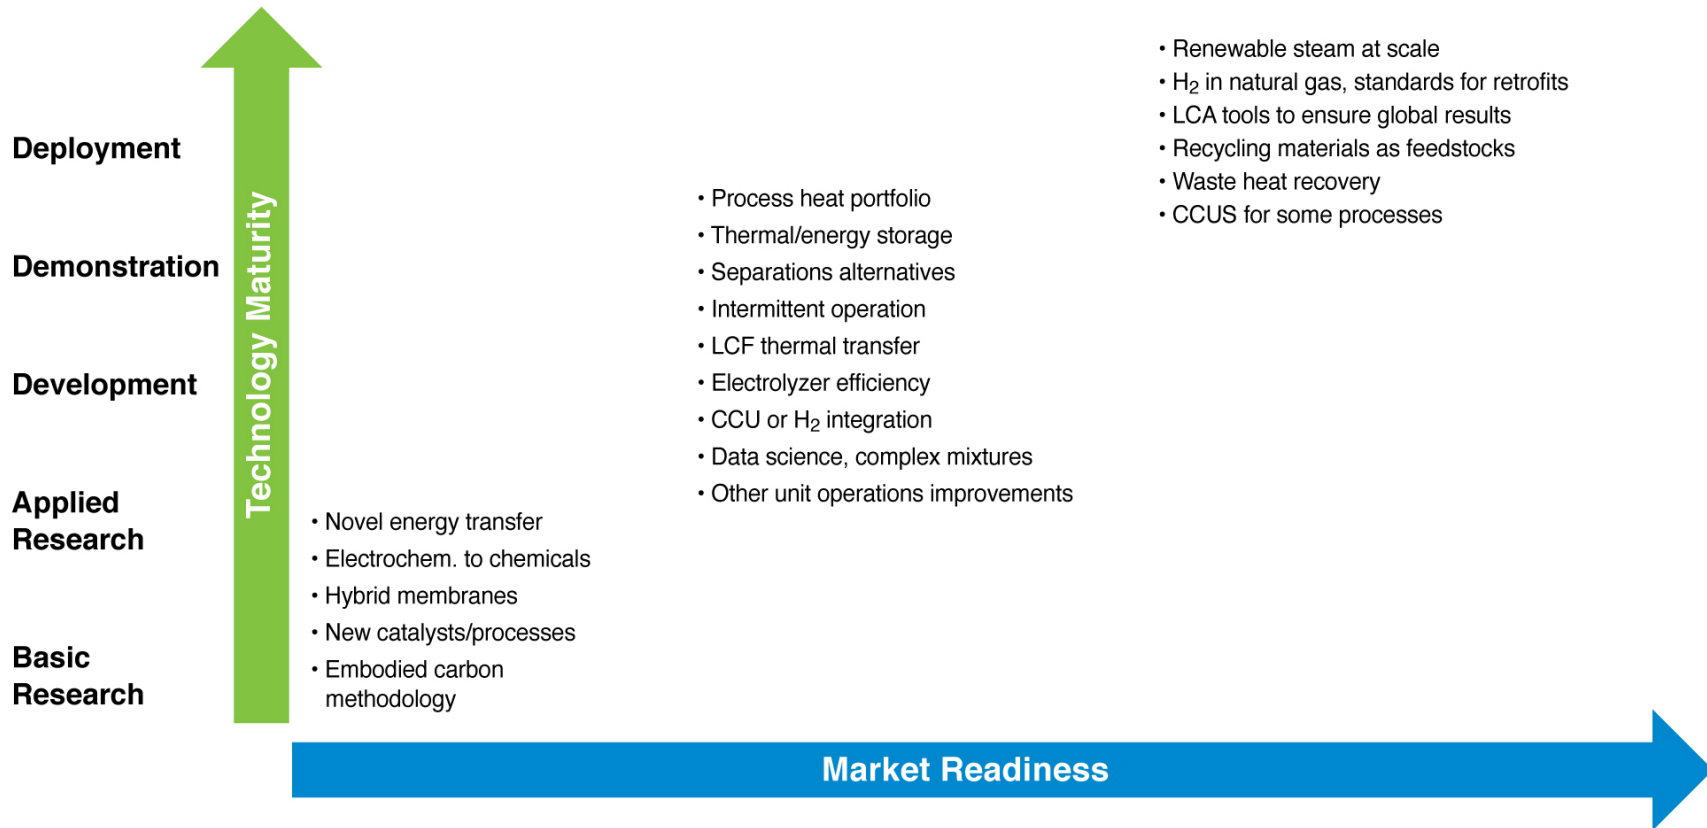 Deployment
Demonstration
Development
Applied
Research
Basic
Research
Technology Maturity
• Novel energy transfer
• Electrochem. to chemicals
• Hybrid membranes
• New catalysts/processes
• Embodied carbon
methodology
• Process heat portfolio
• Thermal/energy storage
• Separations alternatives
• Intermittent operation
• LCF thermal transfer
• Electrolyzer efficiency
• CCU or H₂ integration
• Data science, complex mixtures
• Other unit operations improvements
• Renewable steam at scale
• H₂ in natural gas, standards for retrofits
• LCA tools to ensure global results
• Recycling materials as feedstocks
• Waste heat recovery
• CCUS for some processes
Market Readiness